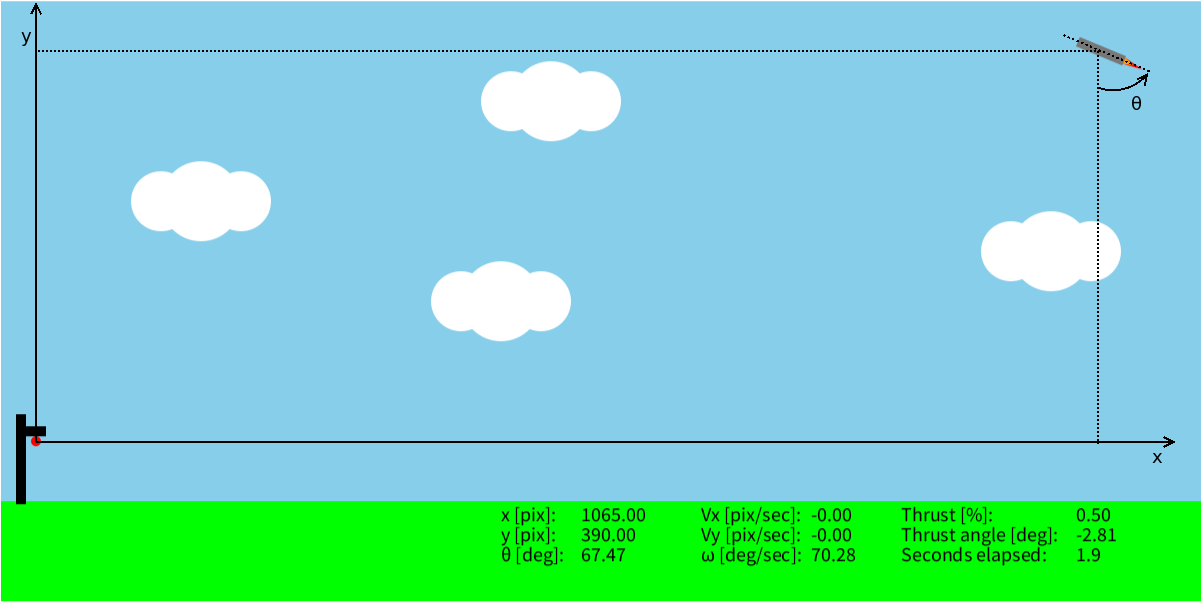 y
θ
x
x [pix]: 1065.00 Vx [pix/sec]: -0.00 Thrust [%]: 0.50
y [pix]: 390.00 Vy [pix/sec]: -0.00 Thrust angle [deg]: -2.81
θ [deg]: 67.47 ω [deg/sec]: 70.28 Seconds elapsed: 1.9